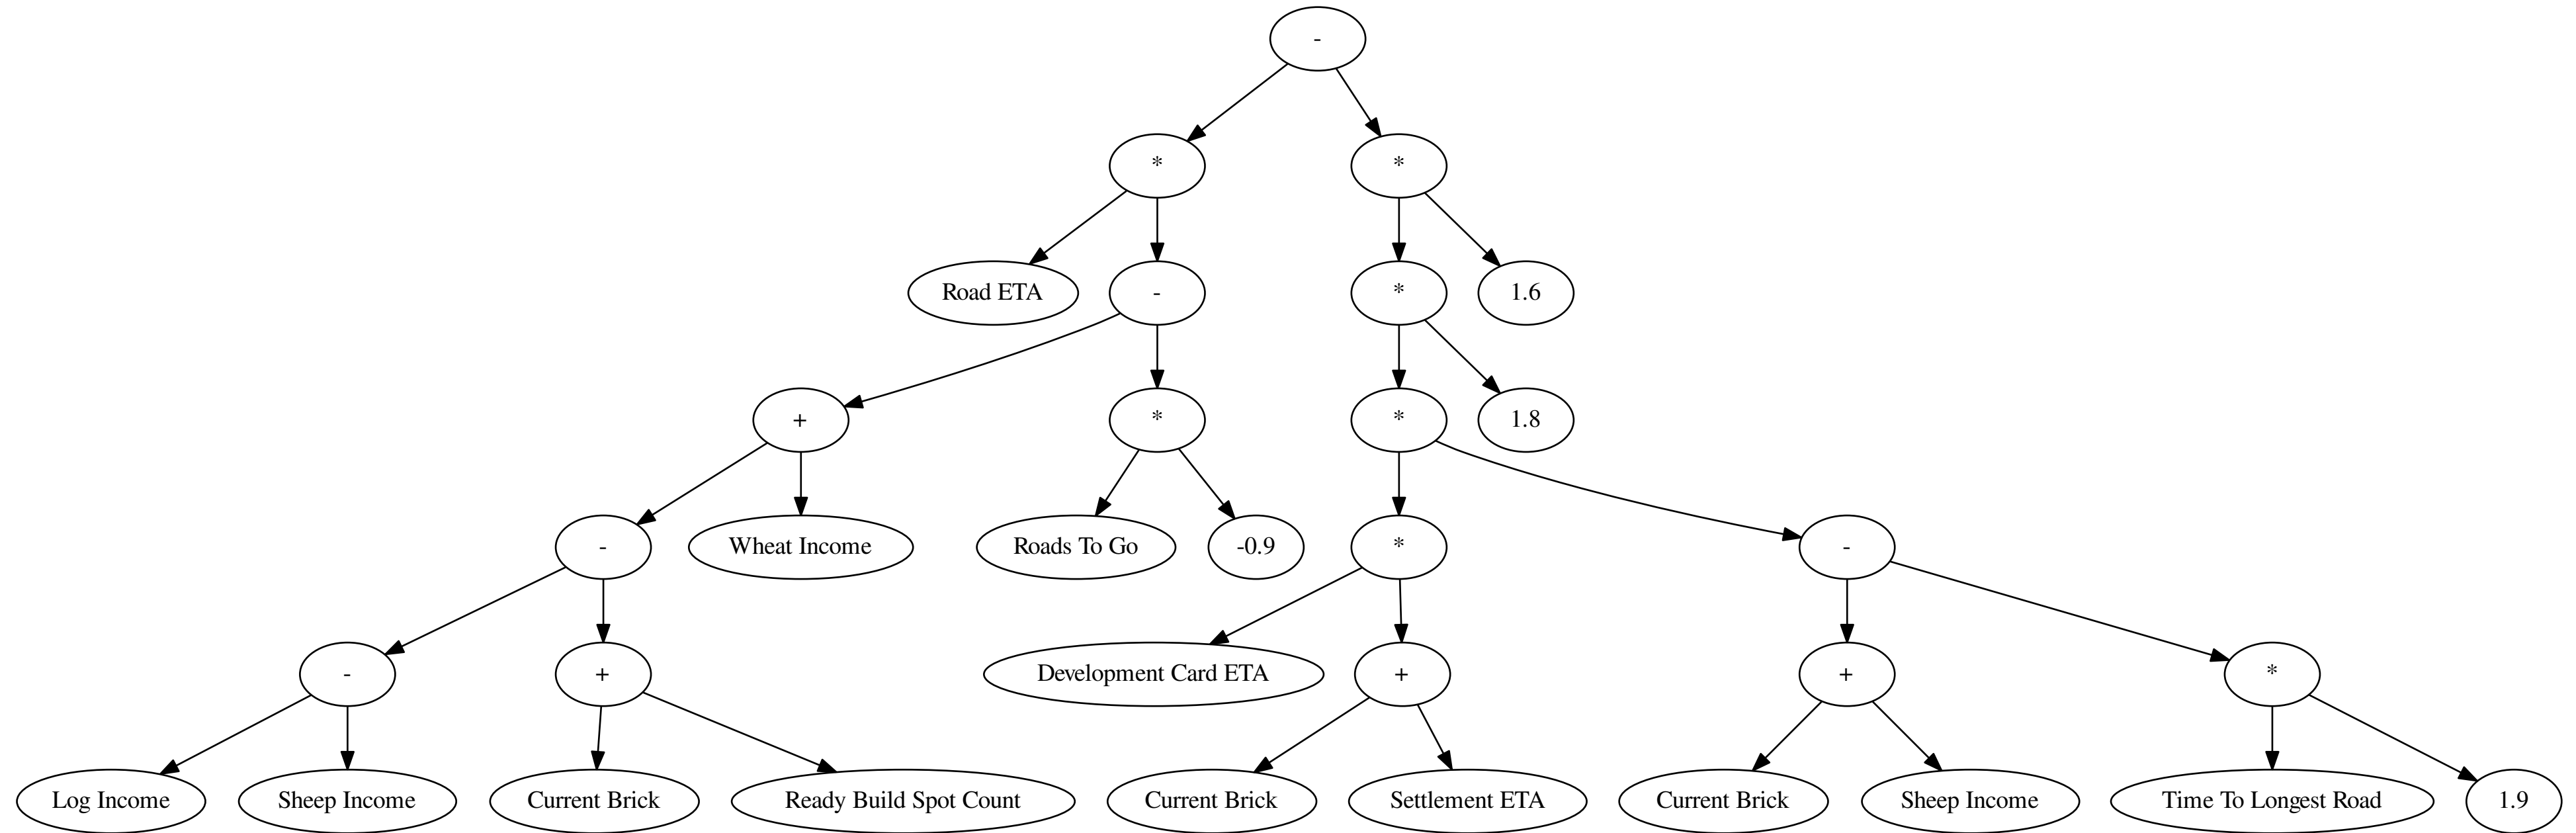 -
*
*
Road ETA
-
*
1.6
+
*
*
1.8
-
Wheat Income
Roads To Go
-0.9
*
-
-
+
Development Card ETA
+
+
*
Log Income
Sheep Income
Current Brick
Ready Build Spot Count
Current Brick
Settlement ETA
Current Brick
Sheep Income
Time To Longest Road
1.9